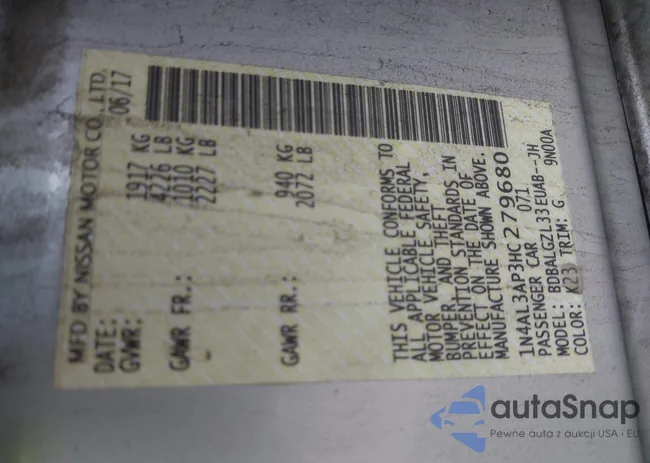 MFD BY NISSAN MOTOR CO., LTD.
DATE: 06/17
GVWR: 1917 KG
4226 LB
GAWR FR.: 1010 KG
- 2227 LB
GAWR RR.: 940 KG
2072 LB
THIS VEHICLE CONFORMS TO
ALL APPLICABLE FEDERAL
MOTOR VEHICLE SAFETY,
BUMPER, AND THEFT
PREVENTION STANDARDS IN
EFFECT ON THE DATE OF
MANUFACTURE SHOWN ABOVE.
1N4AL3AP3HC279680
PASSENGER CAR 071
MODEL: BDBALGZL33EUAB--JH
COLOR: K23 TRIM: G 9N00A
autaSnap
Pewne auta z aukcji USA i EU